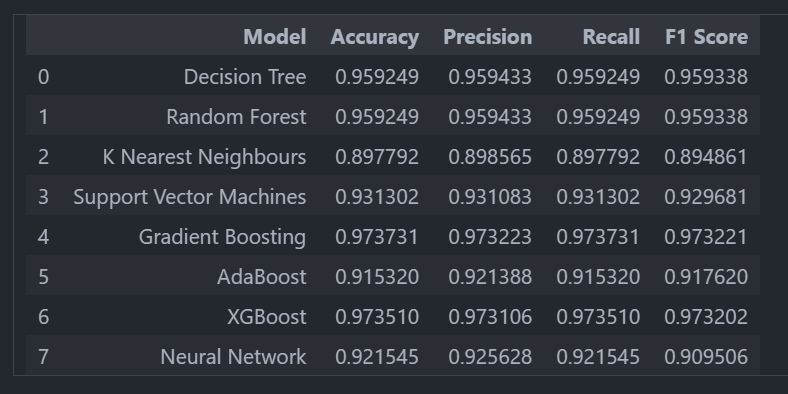 Model Accuracy Precision Recall F1 Score
0 Decision Tree 0.959249 0.959433 0.959249 0.959338
1 Random Forest 0.959249 0.959433 0.959249 0.959338
2 K Nearest Neighbours 0.897792 0.898565 0.897792 0.894861
3 Support Vector Machines 0.931302 0.931083 0.931302 0.929681
4 Gradient Boosting 0.973731 0.973223 0.973731 0.973221
5 AdaBoost 0.915320 0.921388 0.915320 0.917620
6 XGBoost 0.973510 0.973106 0.973510 0.973202
7 Neural Network 0.921545 0.925628 0.921545 0.909506